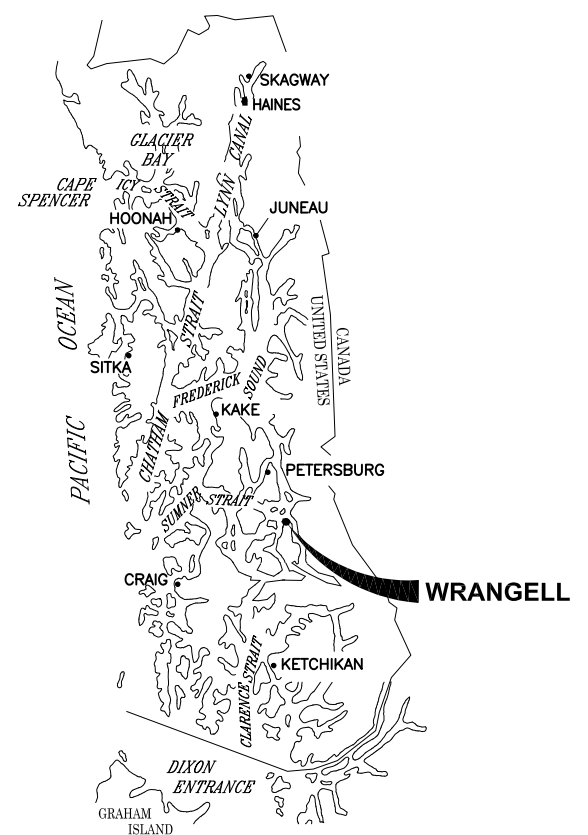 SKAGWAY
HAINES
GLACIER
BAY
LYNN CANAL
CAPE
SPENCER
ICY
STRAIT
HOONAH
JUNEAU
PACIFIC OCEAN
CHATHAM STRAIT
UNITED STATES
CANADA
SITKA
FREDERICK
SOUND
KAKE
PETERSBURG
SUMNER STRAIT
CRAIG
WRANGELL
CLARENCE STRAIT
KETCHIKAN
DIXON
ENTRANCE
GRAHAM
ISLAND